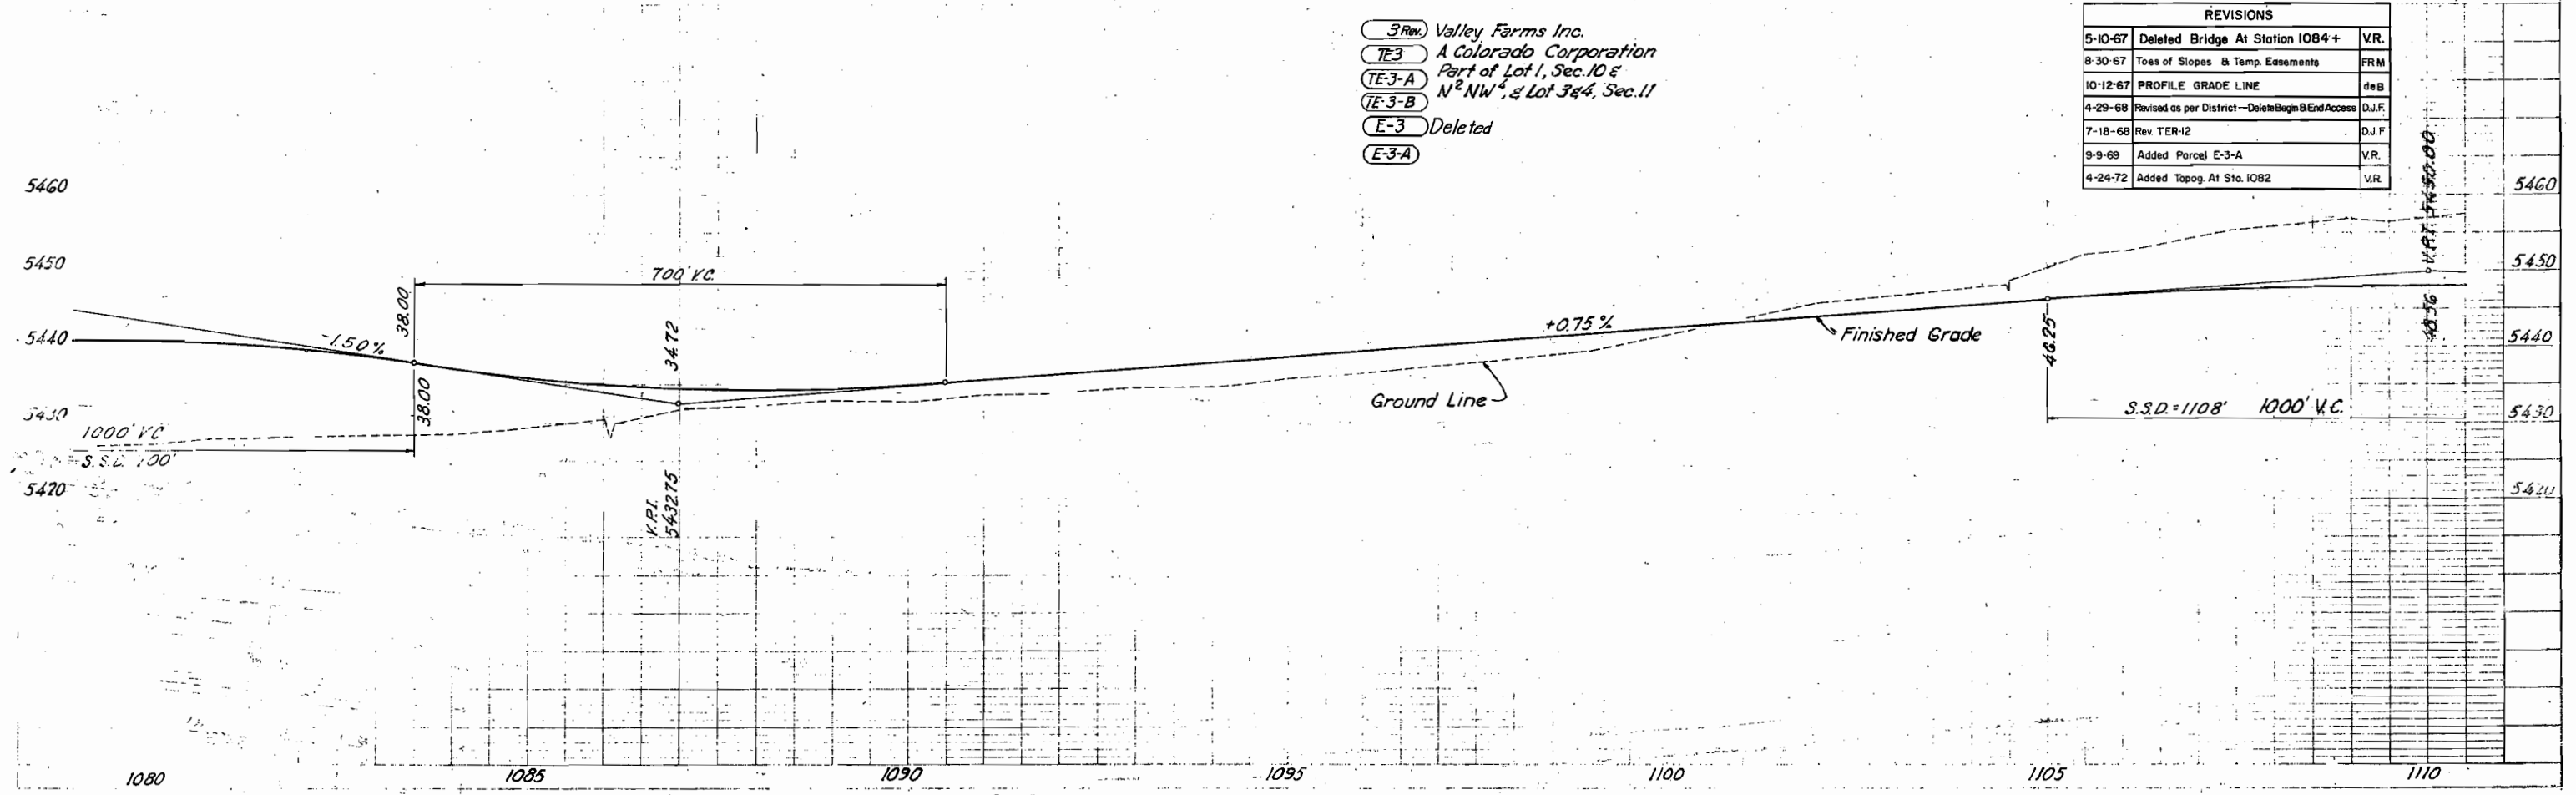 3 Rev. Valley Farms Inc.
TE3 A Colorado Corporation
TE-3-A Part of Lot 1, Sec. 10 &
TE-3-B N²NW⁴, & Lot 3&4, Sec. 11
E-3 Deleted
E-3-A
REVISIONS
5-10-67 Deleted Bridge At Station 1084+ V.R.
8-30-67 Toes of Slopes & Temp. Easements FRM
10-12-67 PROFILE GRADE LINE deB
4-29-68 Revised as per District--Delete Begin & End Access D.J.F.
7-18-68 Rev. TER-12 D.J.F
9-9-69 Added Parcel E-3-A V.R.
4-24-72 Added Topog. At Sta. 1082 V.R.
5460
5450
5440
5430
5420
5460
5450
5440
5430
5420
700' V.C.
38.00
-1.50%
38.00
34.72
V.P.I.
5432.75
1000' VC
S.S.D.
+0.75%
Finished Grade
Ground Line
46.25
V.P.I. 5450.00
48.56
S.S.D.=1108' 1000' V.C.
1080
1085
1090
1095
1100
1105
1110